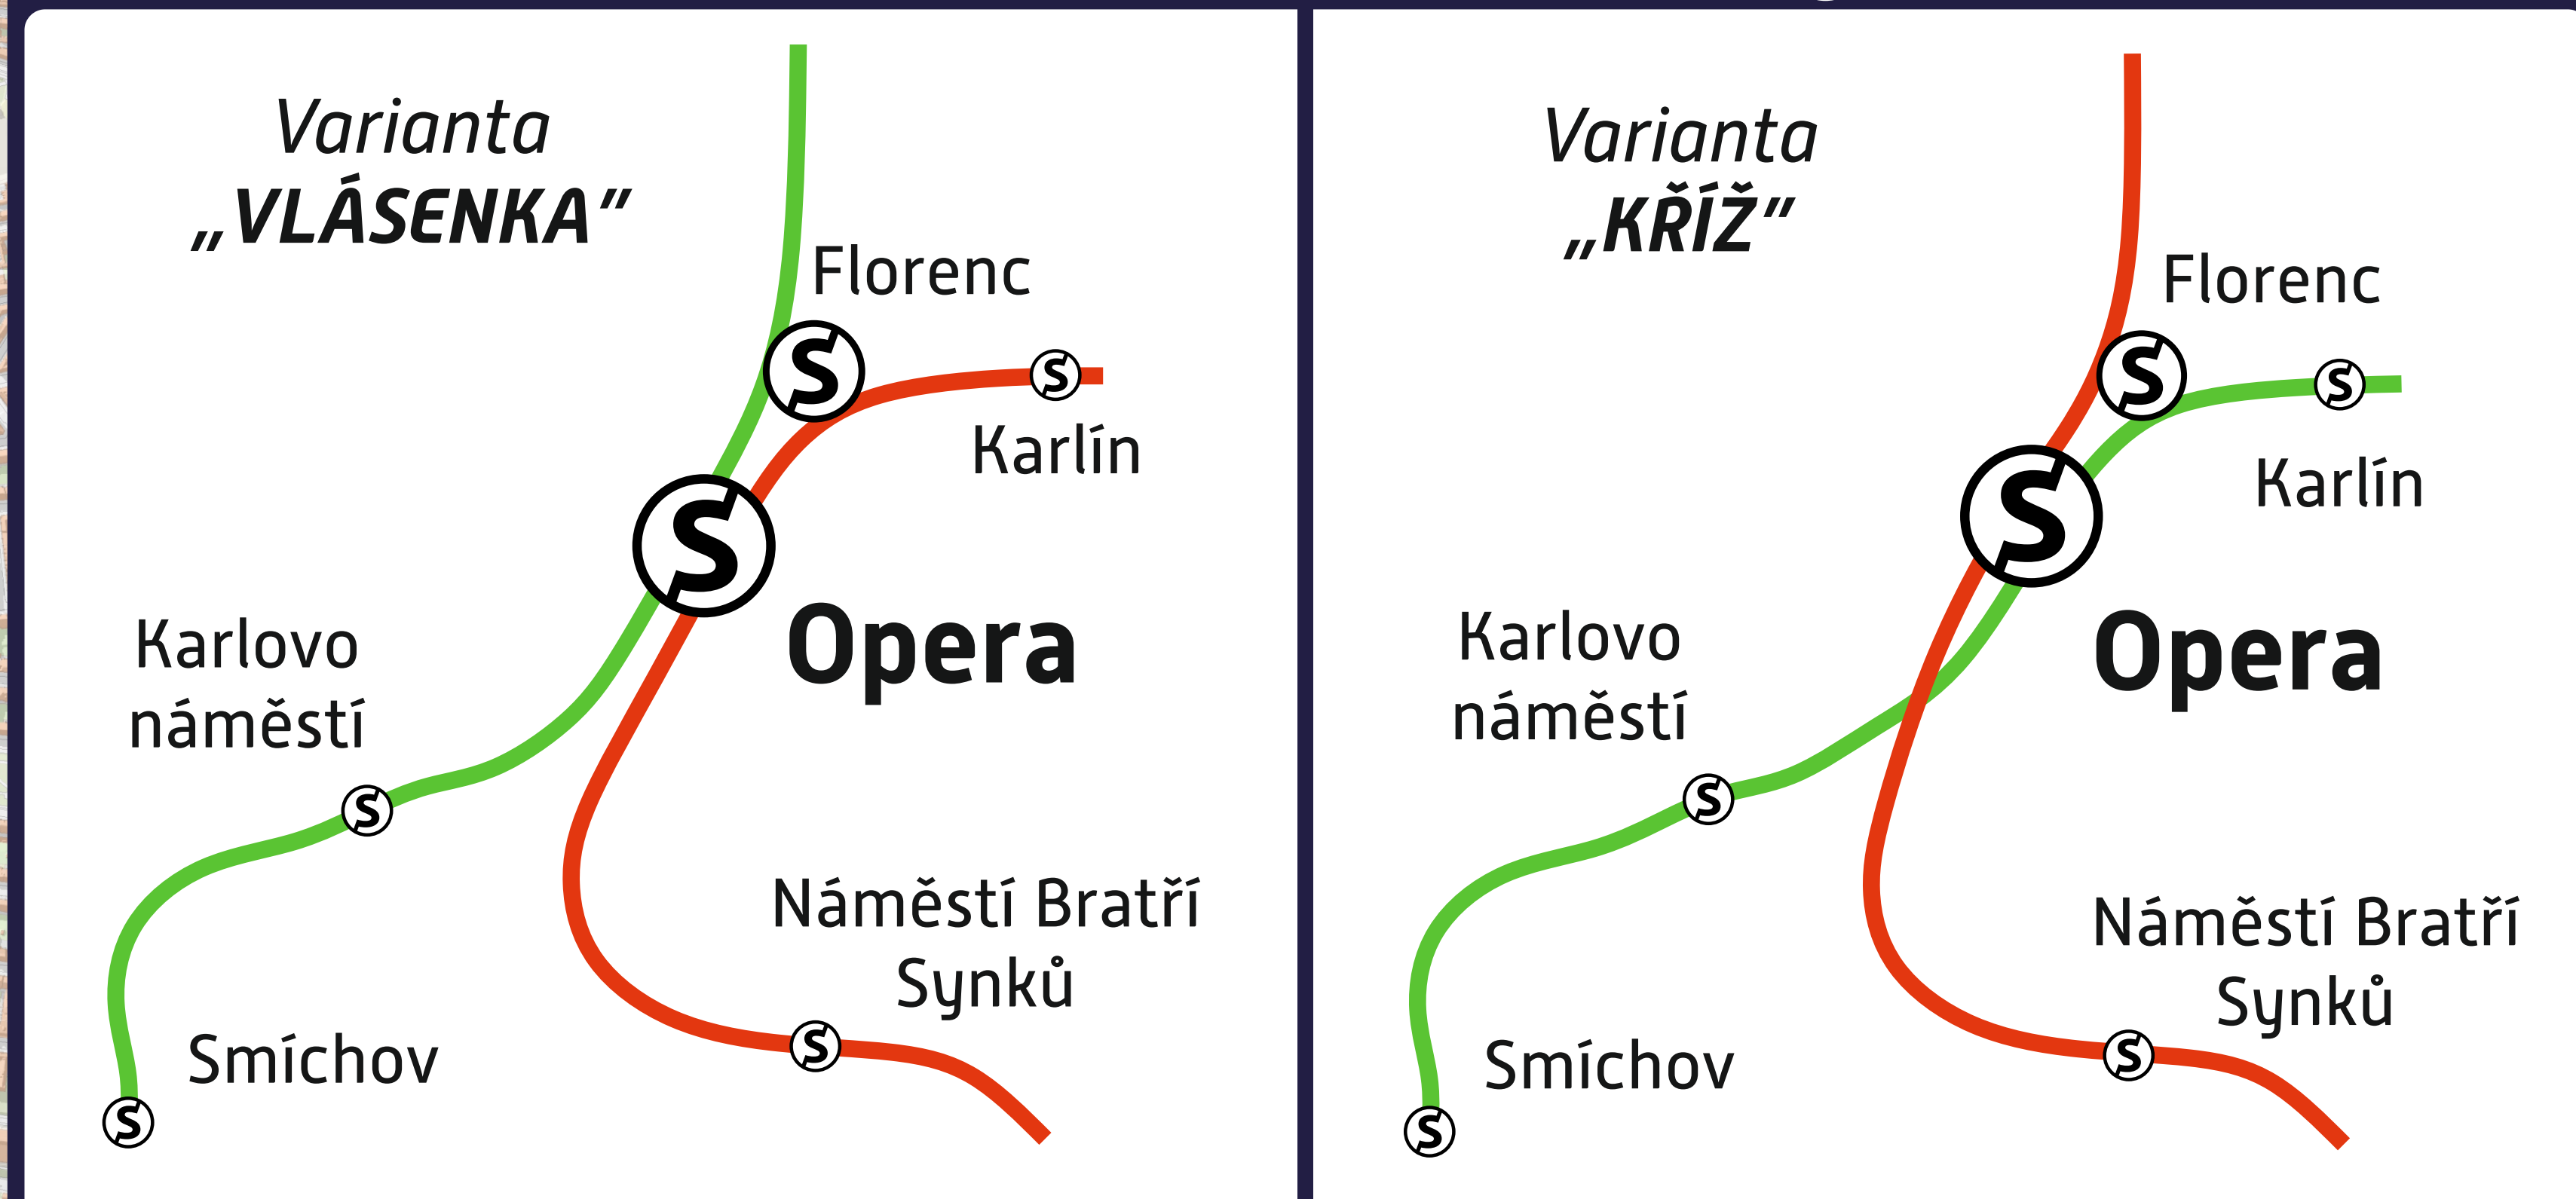 Varianta
„VLÁSENKA”
Florenc
S
S
Karlín
S
Opera
Karlovo
náměstí
S
Náměstí Bratří
Synků
S
Smíchov
S
Varianta
„KŘÍŽ”
Florenc
S
S
Karlín
S
Opera
Karlovo
náměstí
S
Náměstí Bratří
Synků
S
Smíchov
S